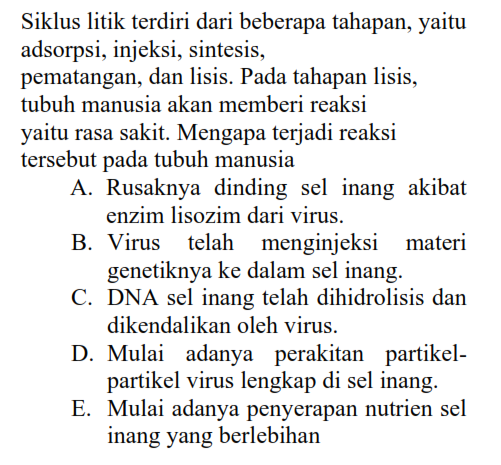 Siklus litik terdiri dari beberapa tahapan, yaitu
adsorpsi, injeksi, sintesis,
pematangan, dan lisis. Pada tahapan lisis,
tubuh manusia akan memberi reaksi
yaitu rasa sakit. Mengapa terjadi reaksi
tersebut pada tubuh manusia
A. Rusaknya dinding sel inang akibat
enzim lisozim dari virus.
B. Virus telah menginjeksi materi
genetiknya ke dalam sel inang.
C. DNA sel inang telah dihidrolisis dan
dikendalikan oleh virus.
D. Mulai adanya perakitan partikel-
partikel virus lengkap di sel inang.
E. Mulai adanya penyerapan nutrien sel
inang yang berlebihan